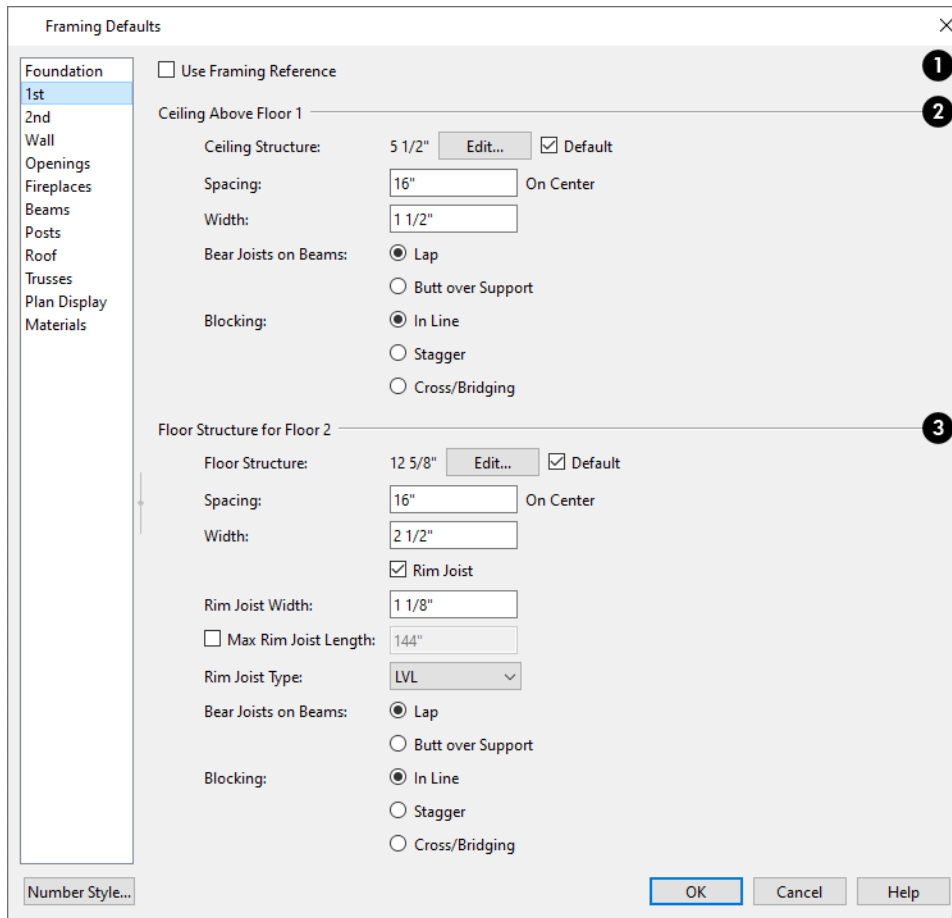 Framing Defaults
Foundation
1st
2nd
Wall
Openings
Fireplaces
Beams
Posts
Roof
Trusses
Plan Display
Materials
Use Framing Reference
1
Ceiling Above Floor 1
2
Ceiling Structure: 5 1/2" Edit... Default
Spacing: 16" On Center
Width: 1 1/2"
Bear Joists on Beams: Lap
Butt over Support
Blocking: In Line
Stagger
Cross/Bridging
Floor Structure for Floor 2
3
Floor Structure: 12 5/8" Edit... Default
Spacing: 16" On Center
Width: 2 1/2"
Rim Joist
Rim Joist Width: 1 1/8"
Max Rim Joist Length: 144"
Rim Joist Type: LVL
Bear Joists on Beams: Lap
Butt over Support
Blocking: In Line
Stagger
Cross/Bridging
Number Style... OK Cancel Help